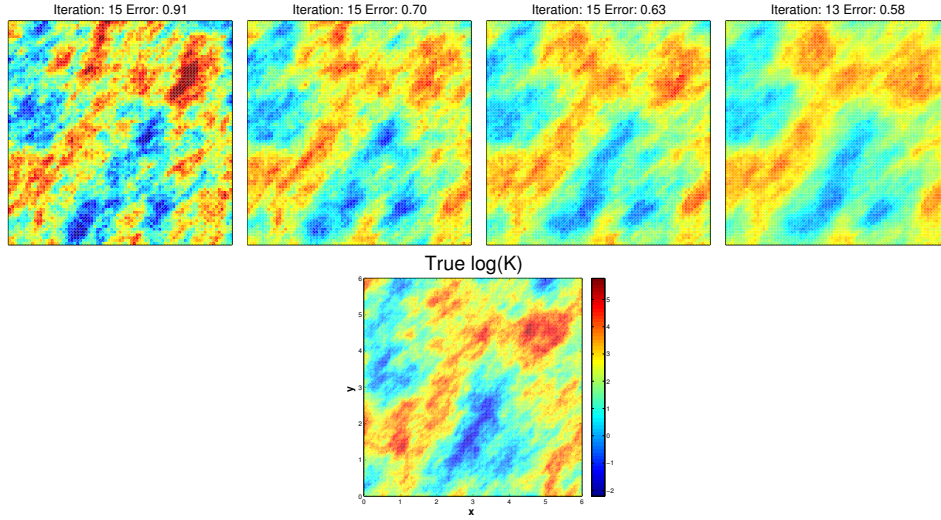 Iteration: 15 Error: 0.91
Iteration: 15 Error: 0.70
Iteration: 15 Error: 0.63
Iteration: 13 Error: 0.58
True log(K)
6
5
4
3
2
1
0
y
0 1 2 3 4 5 6
x
5
4
3
2
1
0
-1
-2